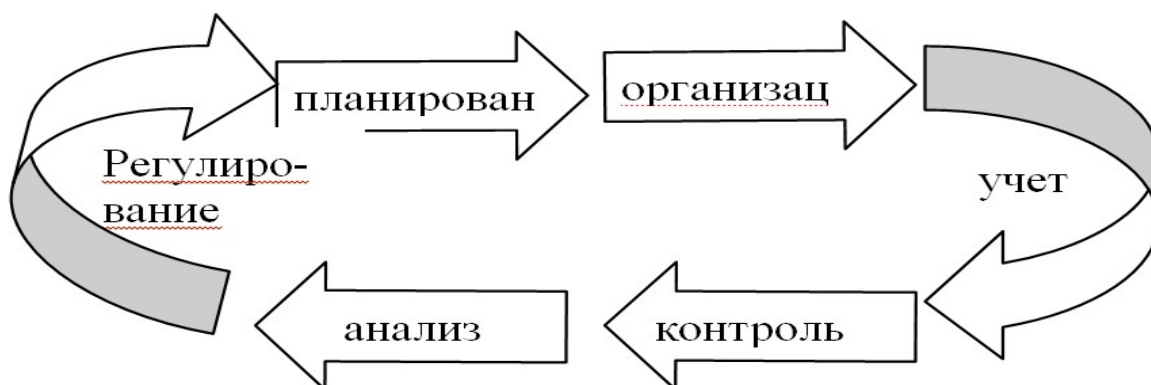 планирован
организац
Регулиро-
вание
учет
анализ
контроль